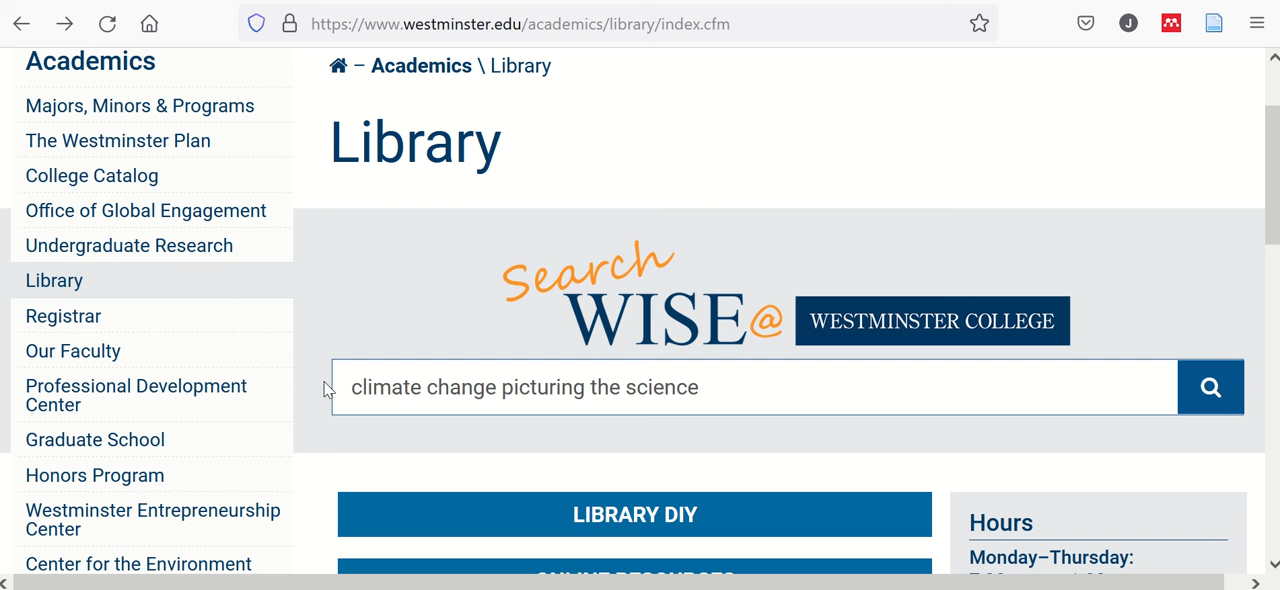 https://www.westminster.edu/academics/library/index.cfm
J
Academics
Majors, Minors & Programs
The Westminster Plan
College Catalog
Office of Global Engagement
Undergraduate Research
Library
Registrar
Our Faculty
Professional Development
Center
Graduate School
Honors Program
Westminster Entrepreneurship
Center
Center for the Environment
– Academics \ Library
Library
Search
WISE@ WESTMINSTER COLLEGE
climate change picturing the science
LIBRARY DIY
Hours
Monday–Thursday: